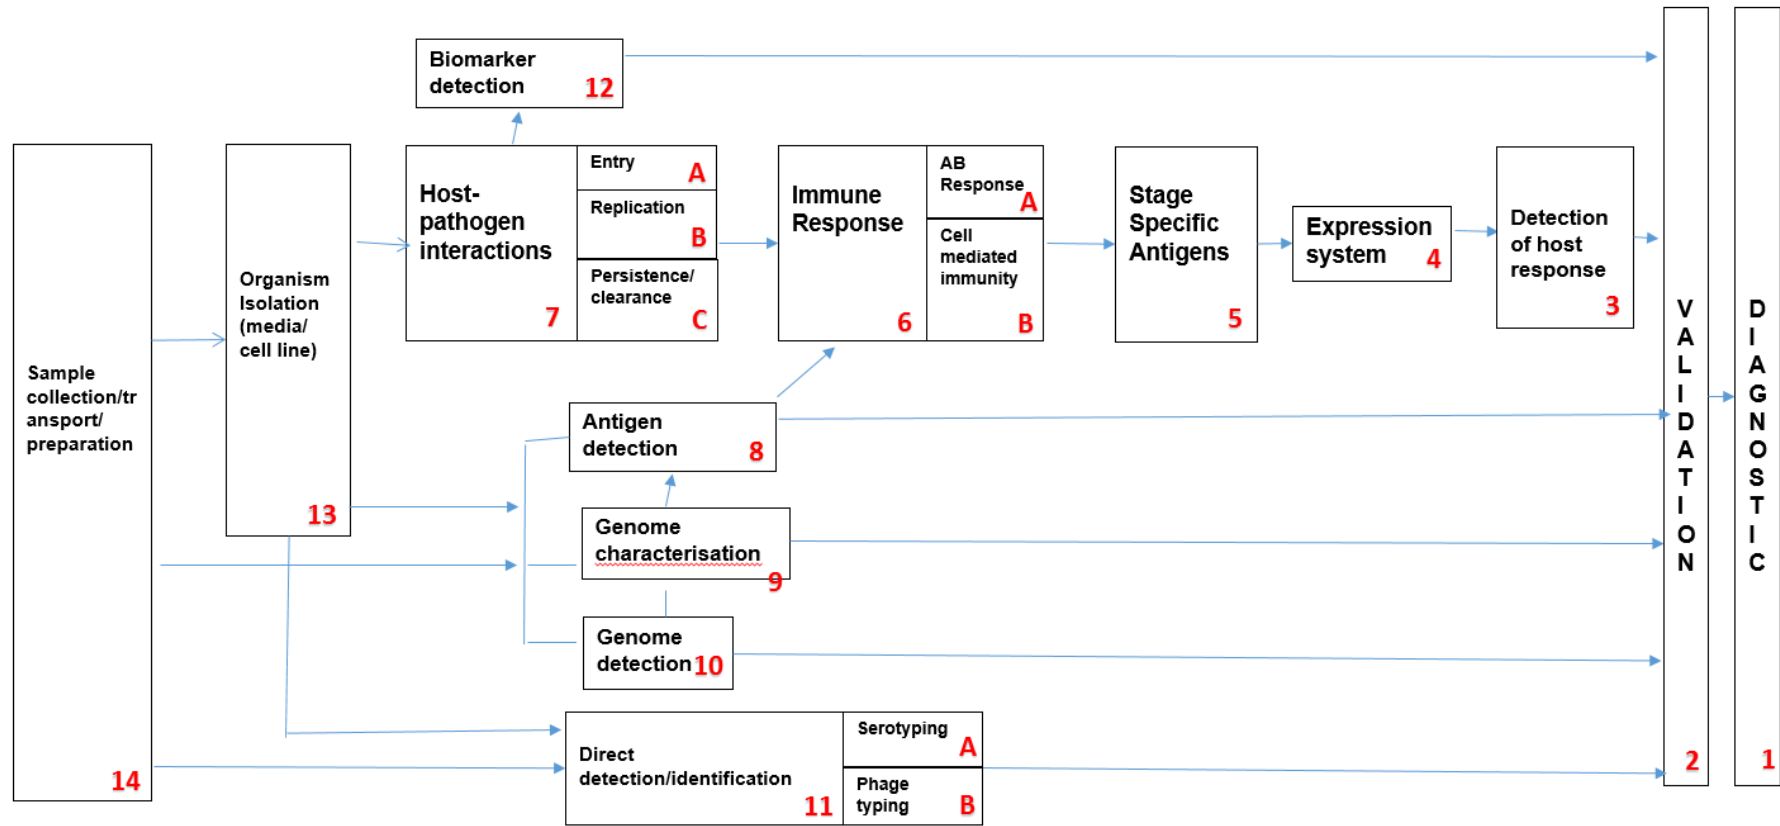 Biomarker
detection
12
Host-
pathogen
interactions
7
Entry
A
Replication
B
Persistence/
clearance
C
Immune
Response
6
AB
Response
A
Cell
mediated
immunity
B
Stage
Specific
Antigens
5
Expression
system
4
Detection
of host
response
3
Organism
Isolation
(media/
cell line)
13
Sample
collection/tr
ansport/
preparation
14
Antigen
detection
8
Genome
characterisation
9
Genome
detection
10
Direct
detection/identification
11
Serotyping
A
Phage
typing
B
V
A
L
I
D
A
T
I
O
N
2
D
I
A
G
N
O
S
T
I
C
1